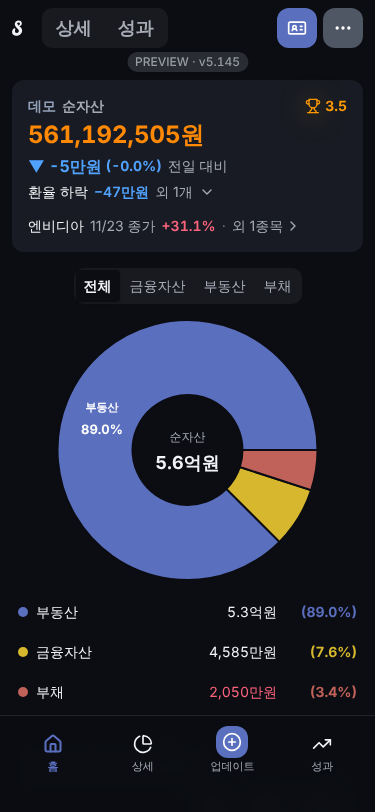 상세 성과
PREVIEW · v5.145
데모 순자산
3.5
561,192,505원
▼ -5만원 (-0.0%) 전일 대비
환율 하락 −47만원 외 1개
엔비디아 11/23 종가 +31.1% · 외 1종목
전체 금융자산 부동산 부채
부동산
89.0%
순자산
5.6억원
부동산 5.3억원 (89.0%)
금융자산 4,585만원 (7.6%)
부채 2,050만원 (3.4%)
홈 상세 업데이트 성과